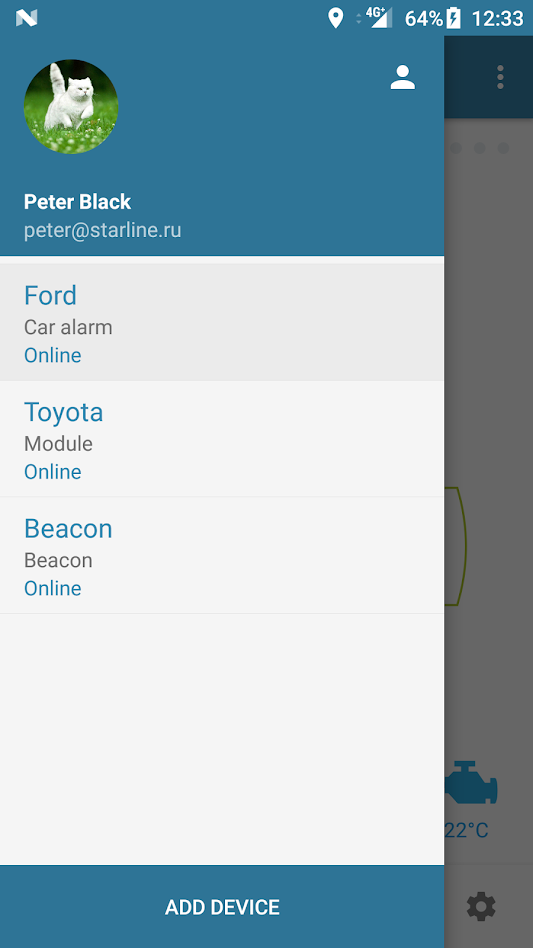 4G+ 64% 12:33
Peter Black
peter@starline.ru
Ford
Car alarm
Online
Toyota
Module
Online
Beacon
Beacon
Online
22°C
ADD DEVICE